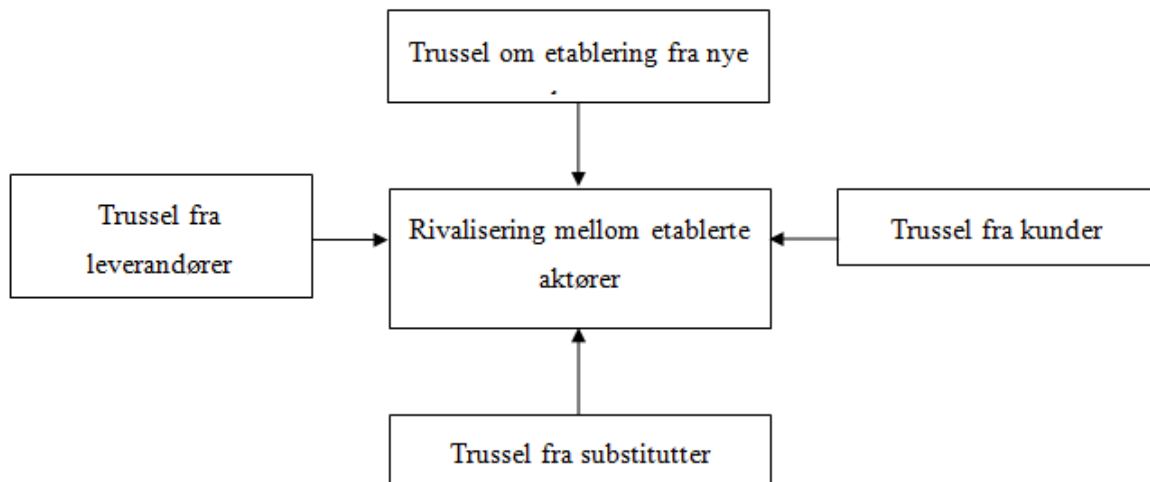 Trussel om etablering fra nye
Trussel fra
leverandører
Rivalisering mellom etablerte
aktører
Trussel fra kunder
Trussel fra substitutter